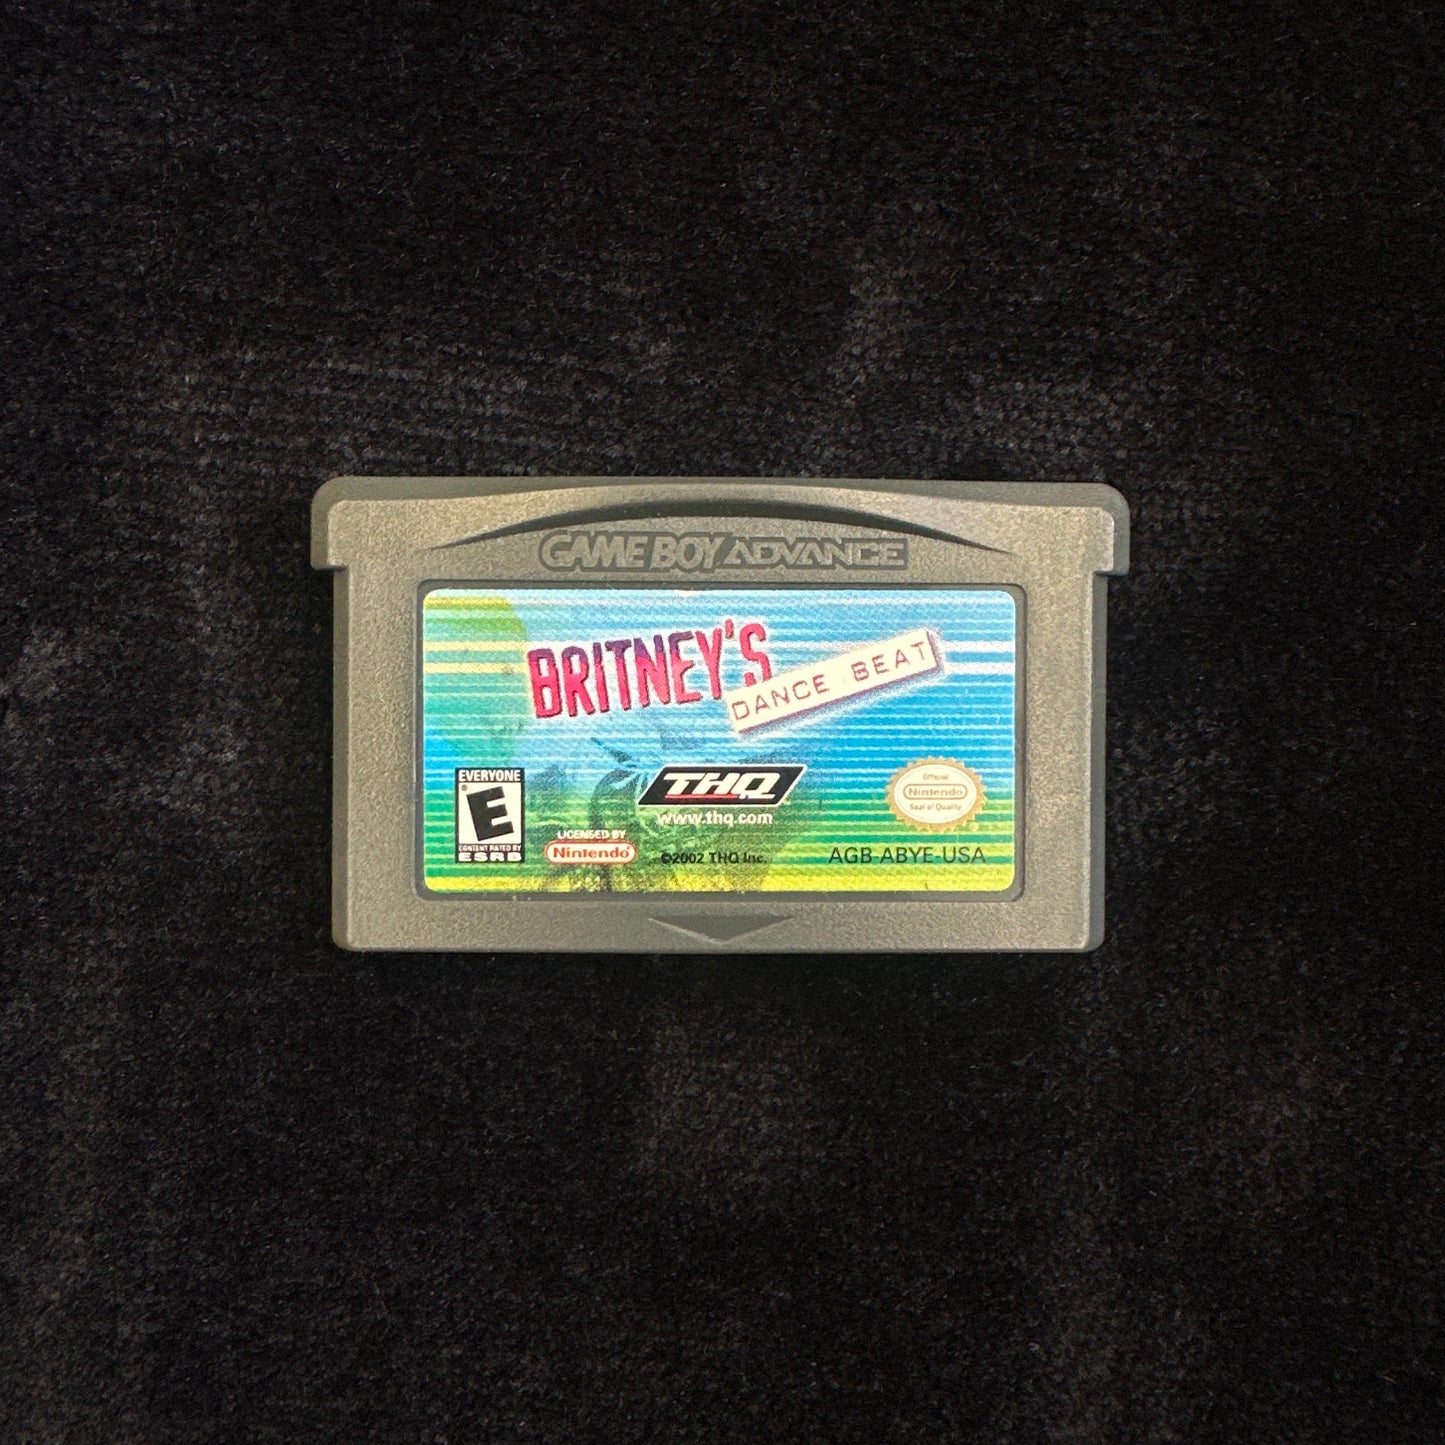 GAME BOY ADVANCE
BRITNEY'S
DANCE BEAT
EVERYONE
E
CONTENT RATED BY
ESRB
LICENSED BY
Nintendo
THQ
www.thq.com
©2002 THQ Inc.
Official
Nintendo
Seal of Quality
AGB-ABYE-USA